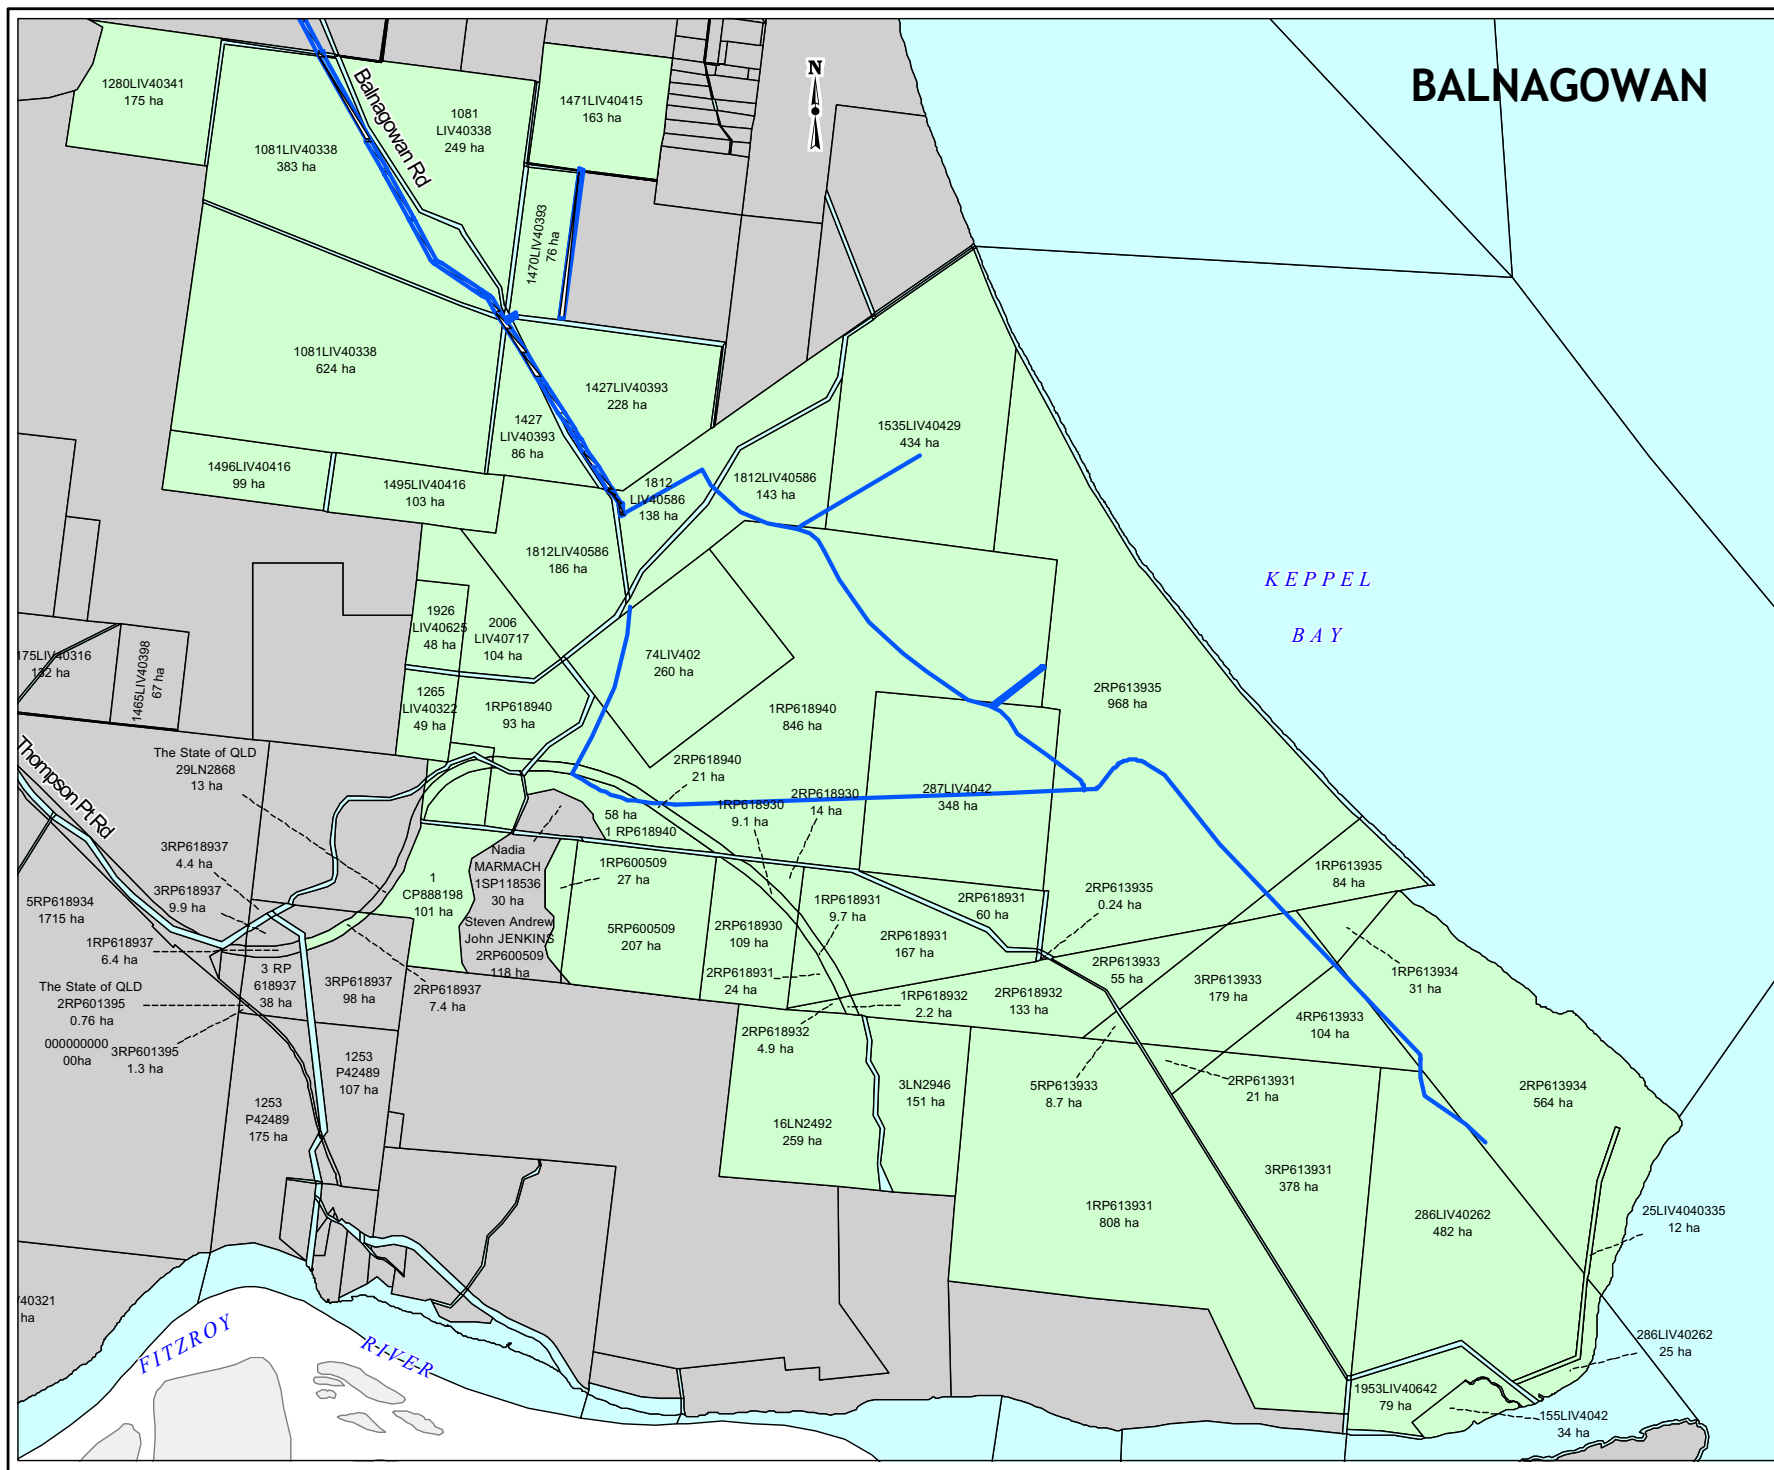 BALNAGOWAN
N
1280LIV40341
175 ha
Balnagowan Rd
1081
LIV40338
249 ha
1471LIV40415
163 ha
1081LIV40338
383 ha
1470LIV40393
76 ha
1081LIV40338
624 ha
1427LIV40393
228 ha
1427
LIV40393
86 ha
1535LIV40429
434 ha
1496LIV40416
99 ha
1495LIV40416
103 ha
1812
LIV40586
138 ha
1812LIV40586
143 ha
1812LIV40586
186 ha
KEPPEL
BAY
1926
LIV40625
48 ha
2006
LIV40717
104 ha
74LIV402
260 ha
175LIV40316
132 ha
1465LIV40398
67 ha
1265
LIV40322
49 ha
1RP618940
93 ha
1RP618940
846 ha
2RP613935
968 ha
Thompson Pt Rd
The State of QLD
29LN2868
13 ha
2RP618940
21 ha
1RP618930
9.1 ha
2RP618930
14 ha
287LIV4042
348 ha
58 ha
1 RP618940
3RP618937
4.4 ha
3RP618937
9.9 ha
5RP618934
1715 ha
1RP618937
6.4 ha
1
CP888198
101 ha
Nadia
MARMACH
1SP118536
30 ha
Steven Andrew
John JENKINS
2RP600509
118 ha
1RP600509
27 ha
5RP600509
207 ha
2RP618930
109 ha
1RP618931
9.7 ha
2RP618931
167 ha
2RP618931
60 ha
2RP613935
0.24 ha
1RP613935
84 ha
2RP618931
24 ha
2RP613933
55 ha
3RP613933
179 ha
1RP613934
31 ha
The State of QLD
2RP601395
0.76 ha
000000000
00ha
3RP601395
1.3 ha
3 RP
618937
38 ha
3RP618937
98 ha
2RP618937
7.4 ha
1RP618932
2.2 ha
2RP618932
133 ha
2RP618932
4.9 ha
4RP613933
104 ha
1253
P42489
107 ha
1253
P42489
175 ha
3LN2946
151 ha
16LN2492
259 ha
5RP613933
8.7 ha
2RP613931
21 ha
2RP613934
564 ha
3RP613931
378 ha
1RP613931
808 ha
286LIV40262
482 ha
25LIV4040335
12 ha
40321
ha
FITZROY
RIVER
286LIV40262
25 ha
1953LIV40642
79 ha
155LIV4042
34 ha